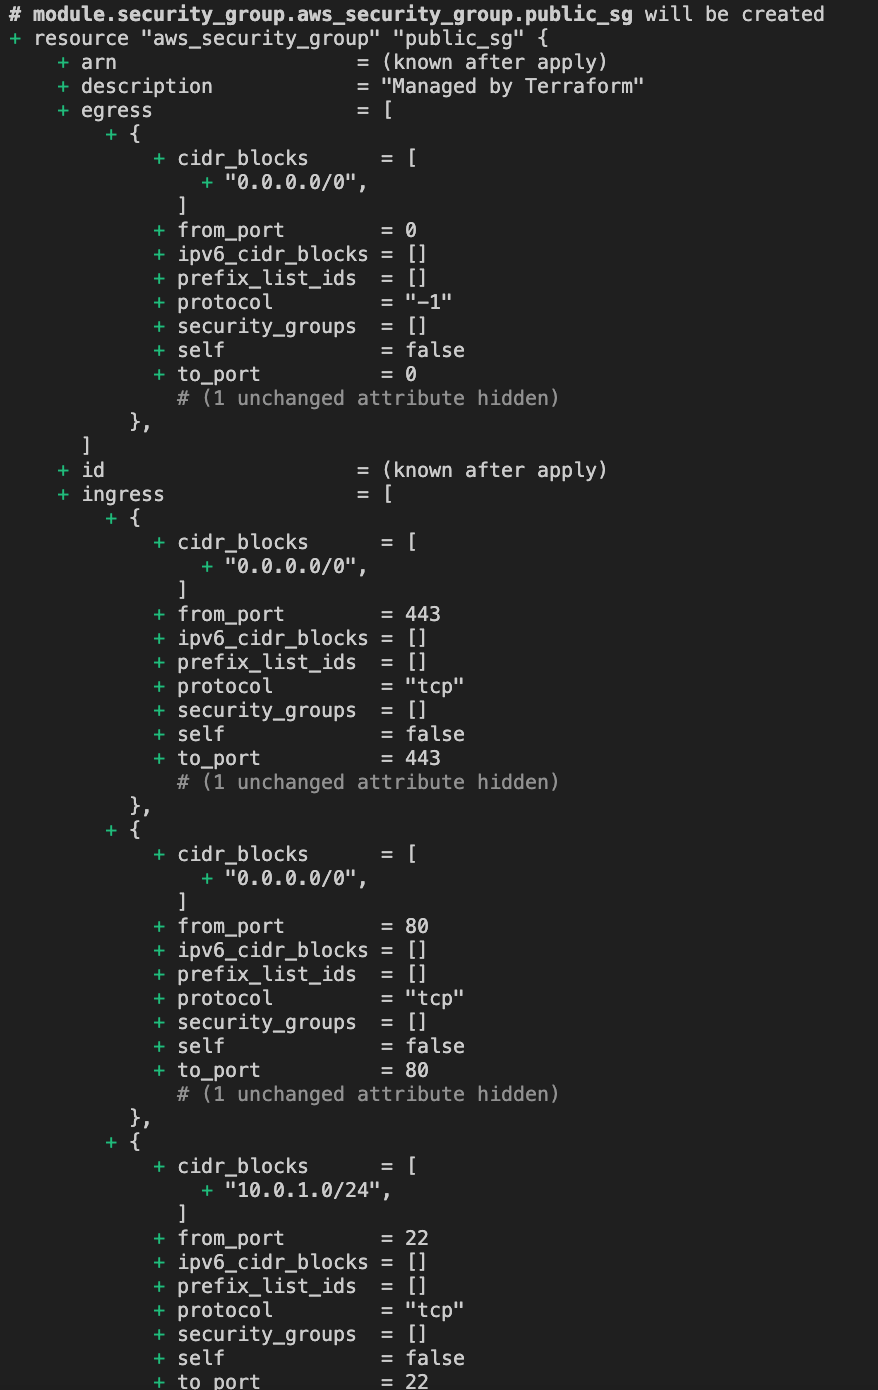 # module.security_group.aws_security_group.public_sg will be created
+ resource "aws_security_group" "public_sg" {
    + arn                    = (known after apply)
    + description            = "Managed by Terraform"
    + egress                 = [
        + {
            + cidr_blocks      = [
                + "0.0.0.0/0",
              ]
            + from_port        = 0
            + ipv6_cidr_blocks = []
            + prefix_list_ids  = []
            + protocol         = "-1"
            + security_groups  = []
            + self             = false
            + to_port          = 0
              # (1 unchanged attribute hidden)
          },
      ]
    + id                     = (known after apply)
    + ingress                = [
        + {
            + cidr_blocks      = [
                + "0.0.0.0/0",
              ]
            + from_port        = 443
            + ipv6_cidr_blocks = []
            + prefix_list_ids  = []
            + protocol         = "tcp"
            + security_groups  = []
            + self             = false
            + to_port          = 443
              # (1 unchanged attribute hidden)
          },
        + {
            + cidr_blocks      = [
                + "0.0.0.0/0",
              ]
            + from_port        = 80
            + ipv6_cidr_blocks = []
            + prefix_list_ids  = []
            + protocol         = "tcp"
            + security_groups  = []
            + self             = false
            + to_port          = 80
              # (1 unchanged attribute hidden)
          },
        + {
            + cidr_blocks      = [
                + "10.0.1.0/24",
              ]
            + from_port        = 22
            + ipv6_cidr_blocks = []
            + prefix_list_ids  = []
            + protocol         = "tcp"
            + security_groups  = []
            + self             = false
            + to_port          = 22